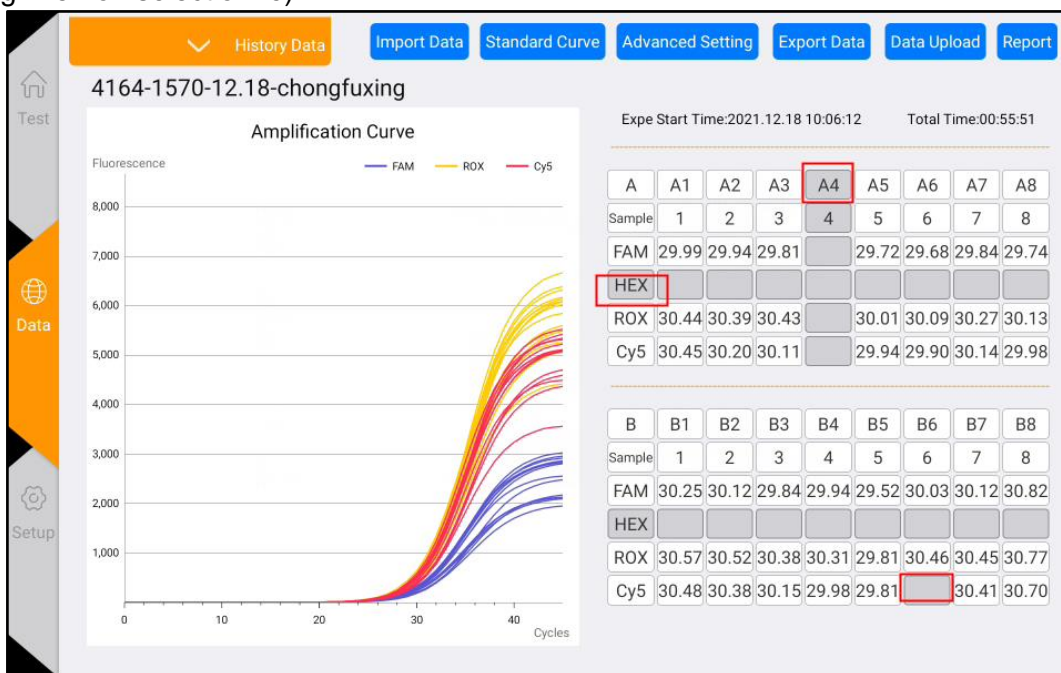 History Data Import Data Standard Curve Advanced Setting Export Data Data Upload Report
4164-1570-12.18-chongfuxing
Test
Data
Setup
Amplification Curve
Fluorescence
FAM ROX Cy5
8,000
7,000
6,000
5,000
4,000
3,000
2,000
1,000
0 10 20 30 40
Cycles
Expe Start Time:2021.12.18 10:06:12 Total Time:00:55:51
A A1 A2 A3 A4 A5 A6 A7 A8
Sample 1 2 3 4 5 6 7 8
FAM 29.99 29.94 29.81 29.72 29.68 29.84 29.74
HEX
ROX 30.44 30.39 30.43 30.01 30.09 30.27 30.13
Cy5 30.45 30.20 30.11 29.94 29.90 30.14 29.98
B B1 B2 B3 B4 B5 B6 B7 B8
Sample 1 2 3 4 5 6 7 8
FAM 30.25 30.12 29.84 29.94 29.52 30.03 30.12 30.82
HEX
ROX 30.57 30.52 30.38 30.31 29.81 30.46 30.45 30.77
Cy5 30.48 30.38 30.15 29.98 29.81 30.41 30.70